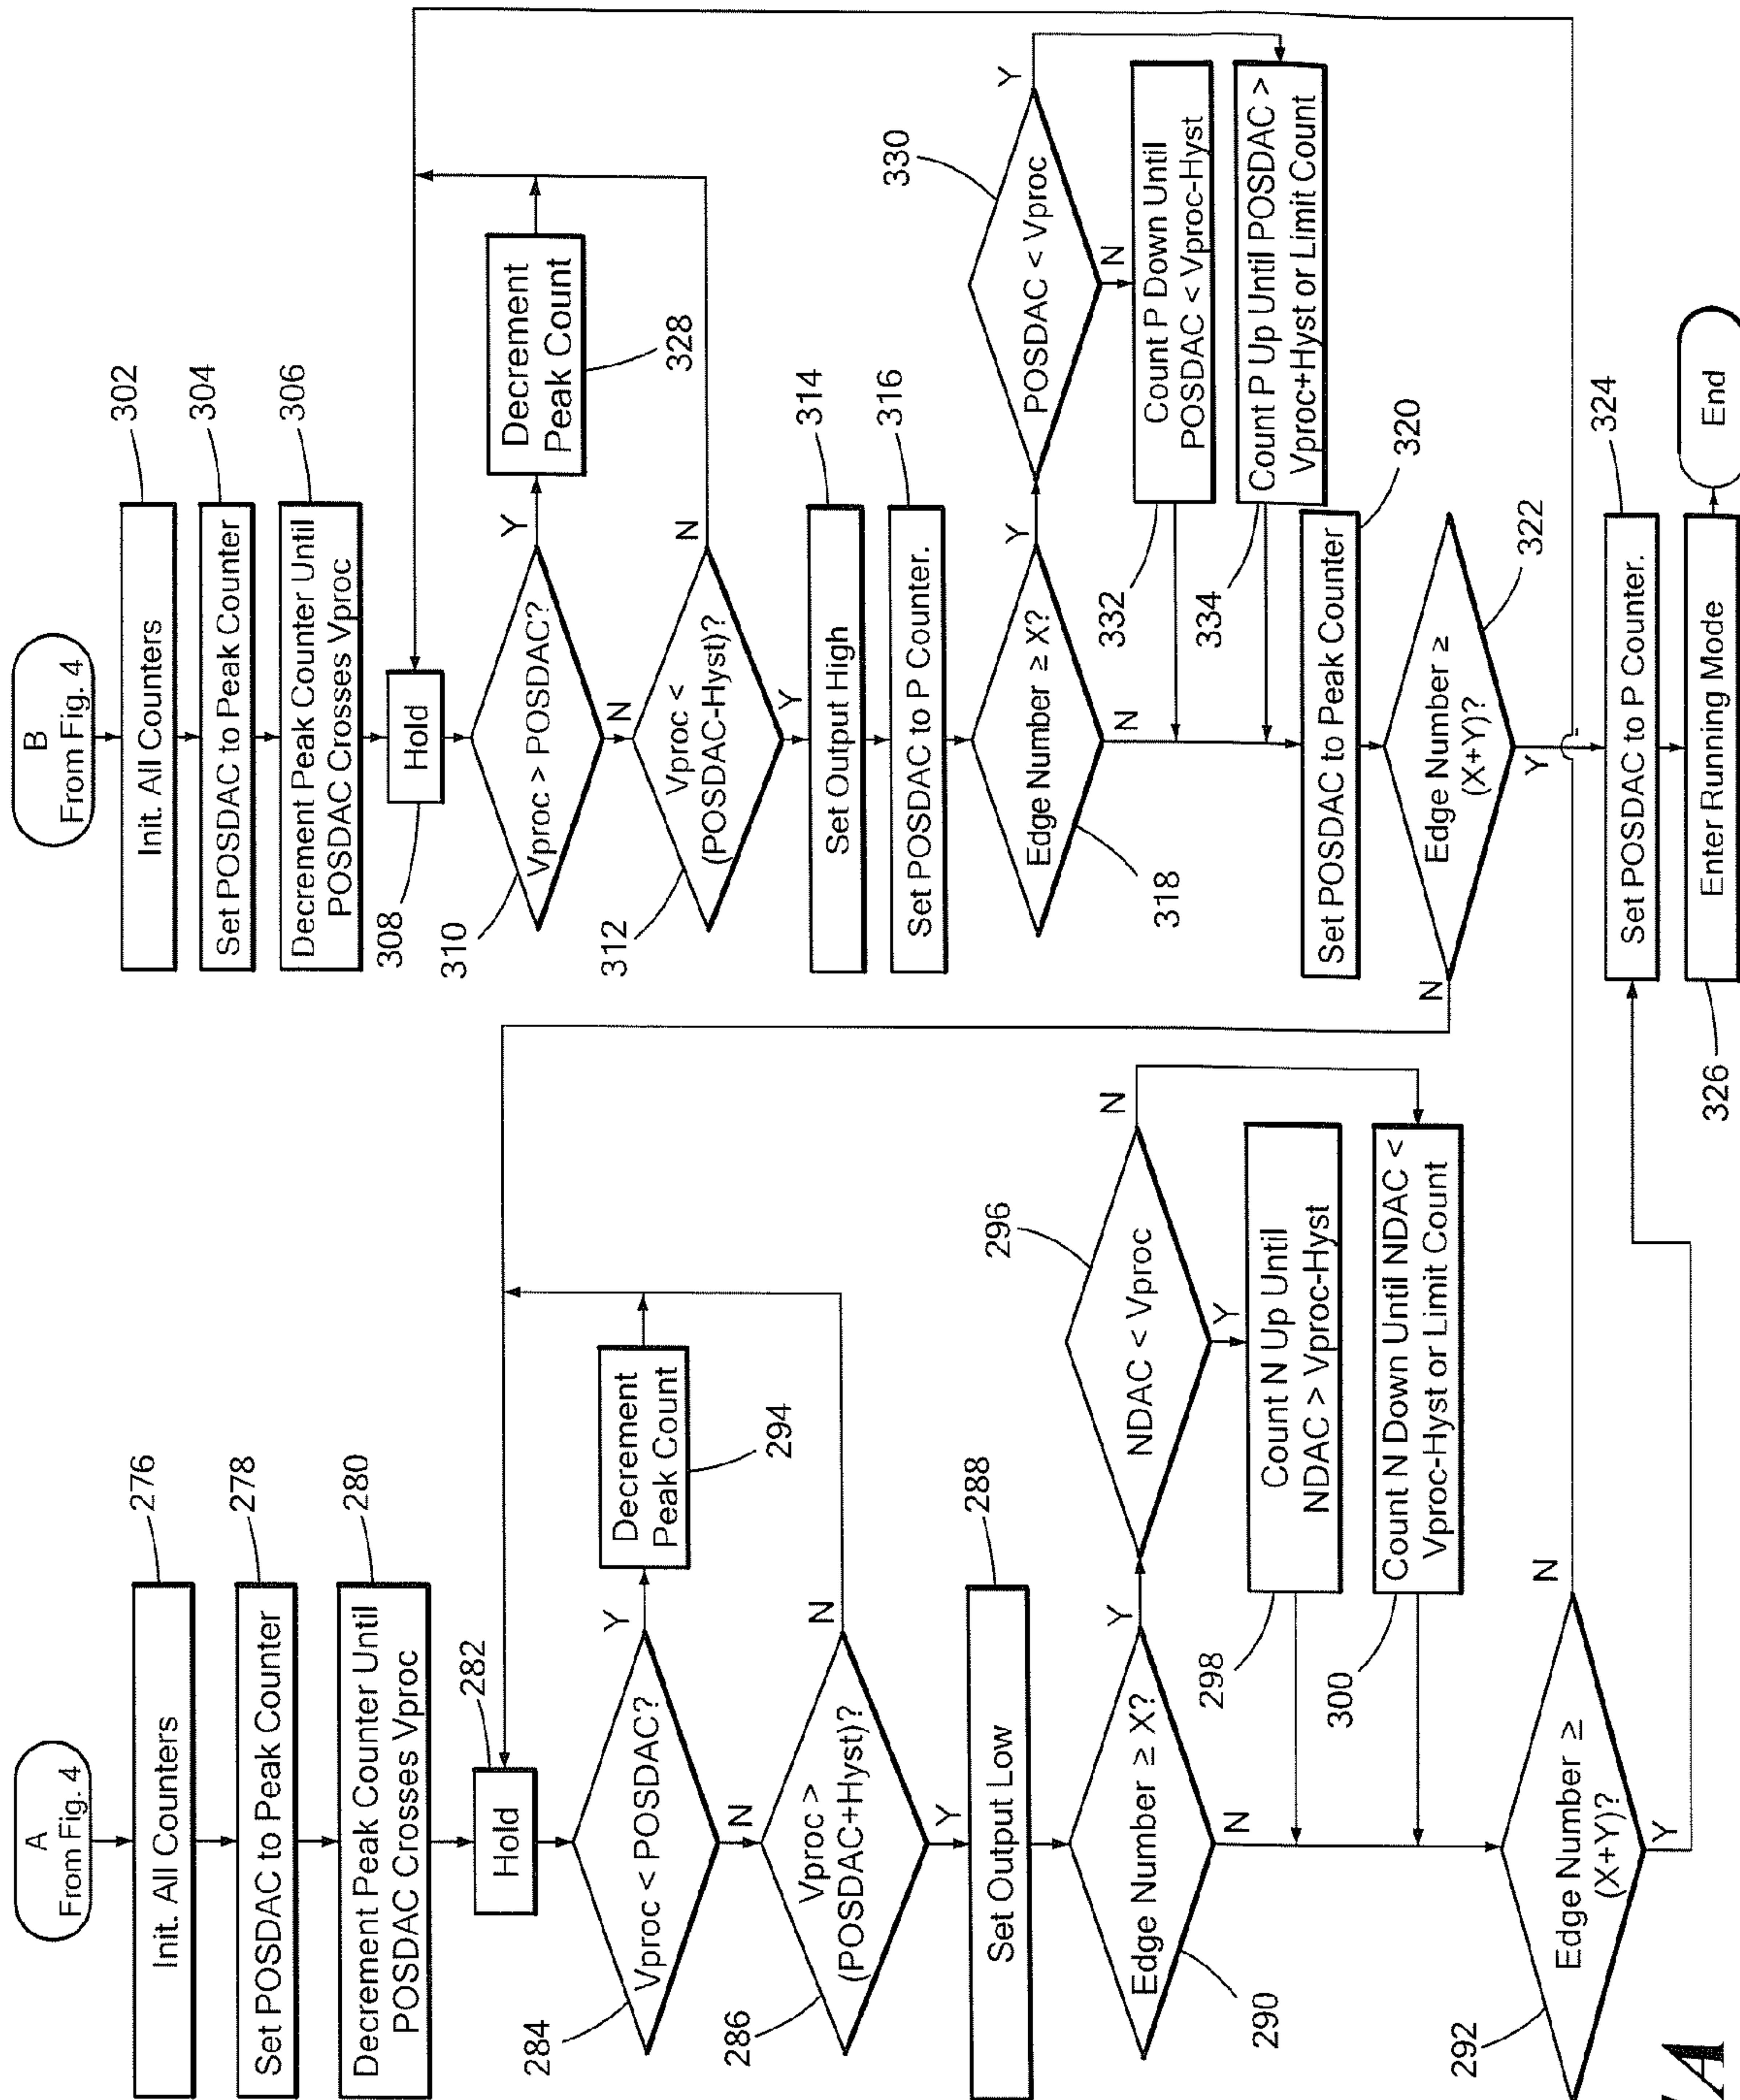 A
From Fig. 4
Init. All Counters
276
Set POSDAC to Peak Counter
278
Decrement Peak Counter Until
POSDAC Crosses Vproc
280
Hold
282
Vproc < POSDAC?
284
Y
N
Decrement
Peak Count
294
Vproc >
(POSDAC+Hyst)?
286
N
Y
Set Output Low
288
Edge Number ≥ X?
290
Y
N
NDAC < Vproc
296
N
Y
Count N Up Until
NDAC > Vproc-Hyst
298
Count N Down Until NDAC <
Vproc-Hyst or Limit Count
300
Edge Number ≥
(X+Y)?
292
N
Y
B
From Fig. 4
Init. All Counters
302
Set POSDAC to Peak Counter
304
Decrement Peak Counter Until
POSDAC Crosses Vproc
306
Hold
308
Vproc > POSDAC?
310
Y
N
Decrement
Peak Count
328
Vproc <
(POSDAC-Hyst)?
312
N
Y
Set Output High
314
Set POSDAC to P Counter.
316
Edge Number ≥ X?
318
Y
N
POSDAC < Vproc
330
Y
N
Count P Down Until
POSDAC < Vproc-Hyst
332
Count P Up Until POSDAC >
Vproc+Hyst or Limit Count
334
Set POSDAC to Peak Counter
320
Edge Number ≥
(X+Y)?
322
N
Y
Set POSDAC to P Counter.
324
Enter Running Mode
326
End